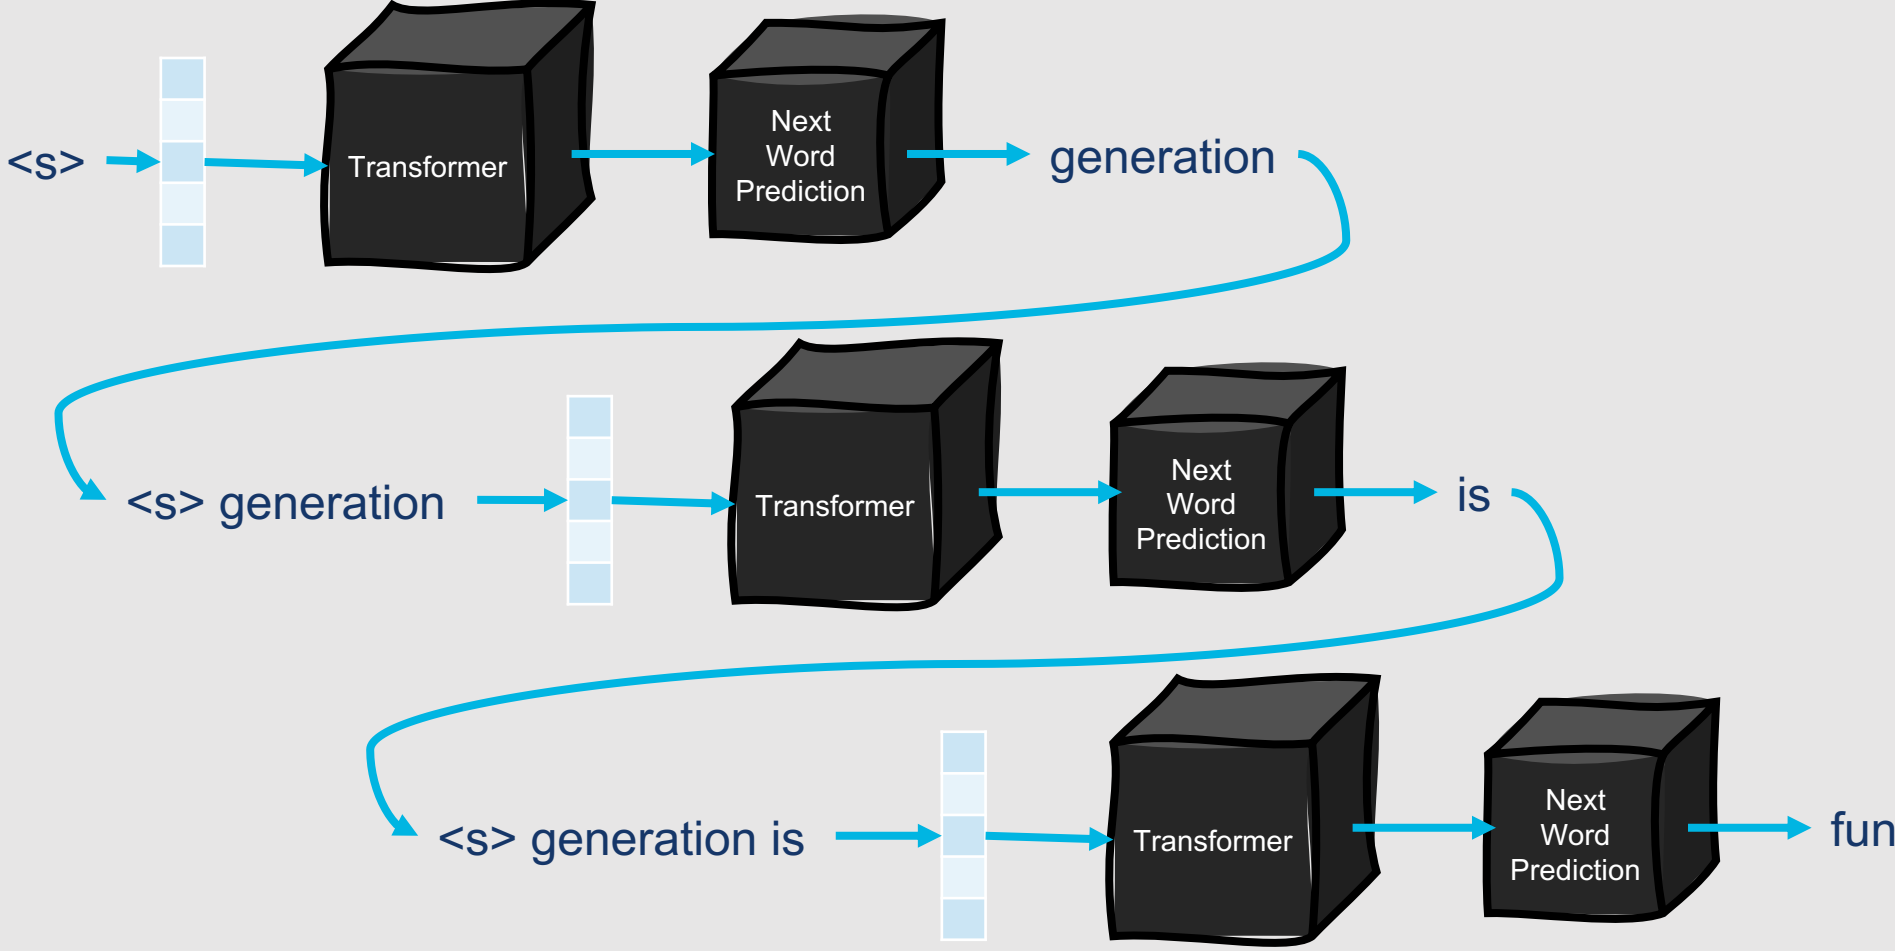 <s>
Transformer
Next
Word
Prediction
generation
<s> generation
Transformer
Next
Word
Prediction
is
<s> generation is
Transformer
Next
Word
Prediction
fun